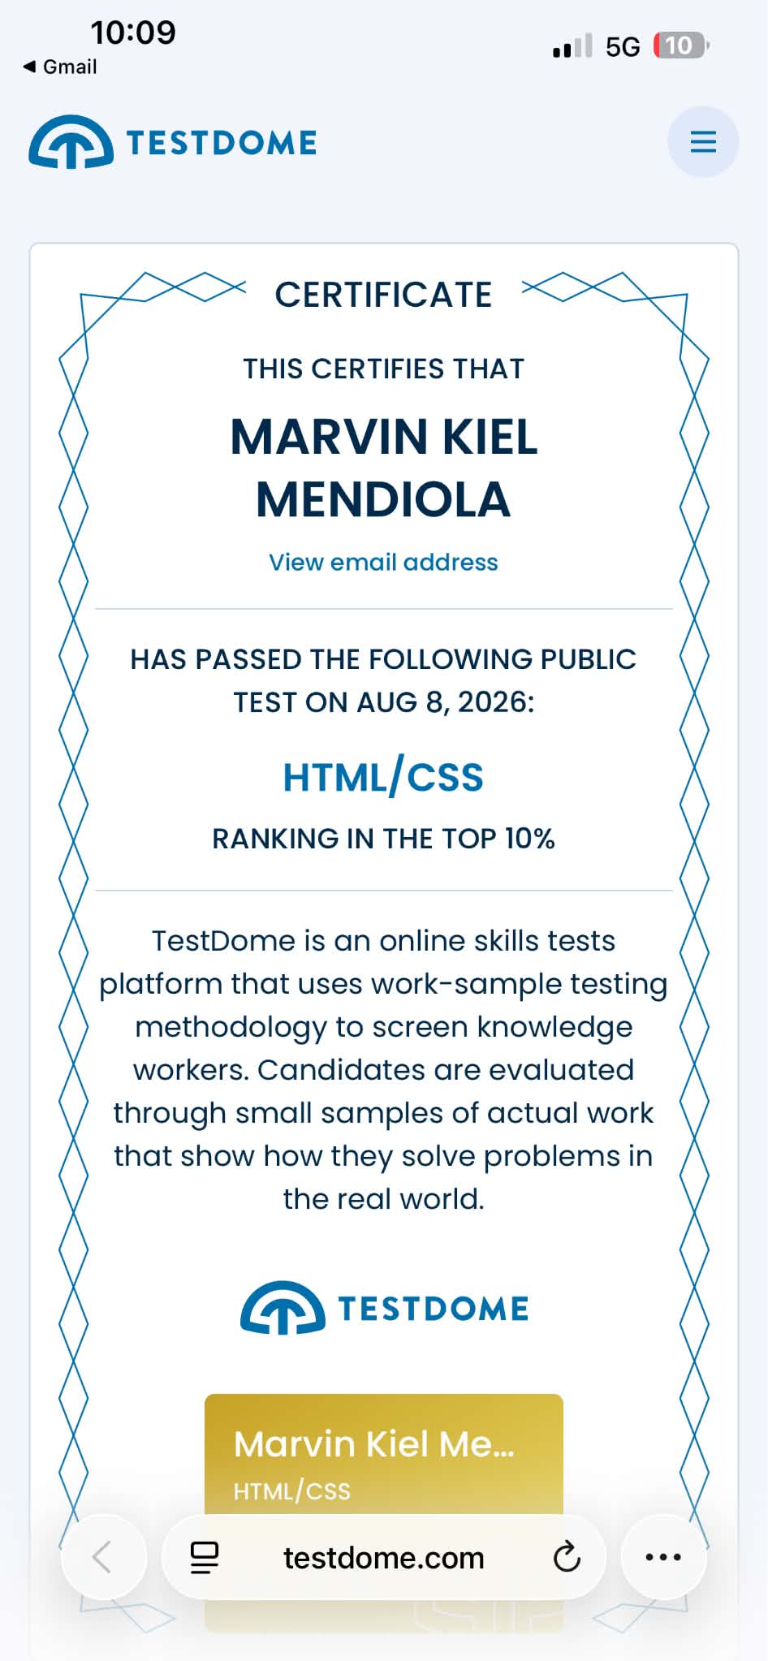 10:09
5G
10
Gmail
TESTDOME
CERTIFICATE
THIS CERTIFIES THAT
MARVIN KIEL
MENDIOLA
View email address
HAS PASSED THE FOLLOWING PUBLIC
TEST ON AUG 8, 2026:
HTML/CSS
RANKING IN THE TOP 10%
TestDome is an online skills tests
platform that uses work-sample testing
methodology to screen knowledge
workers. Candidates are evaluated
through small samples of actual work
that show how they solve problems in
the real world.
TESTDOME
Marvin Kiel Me...
HTML/CSS
testdome.com